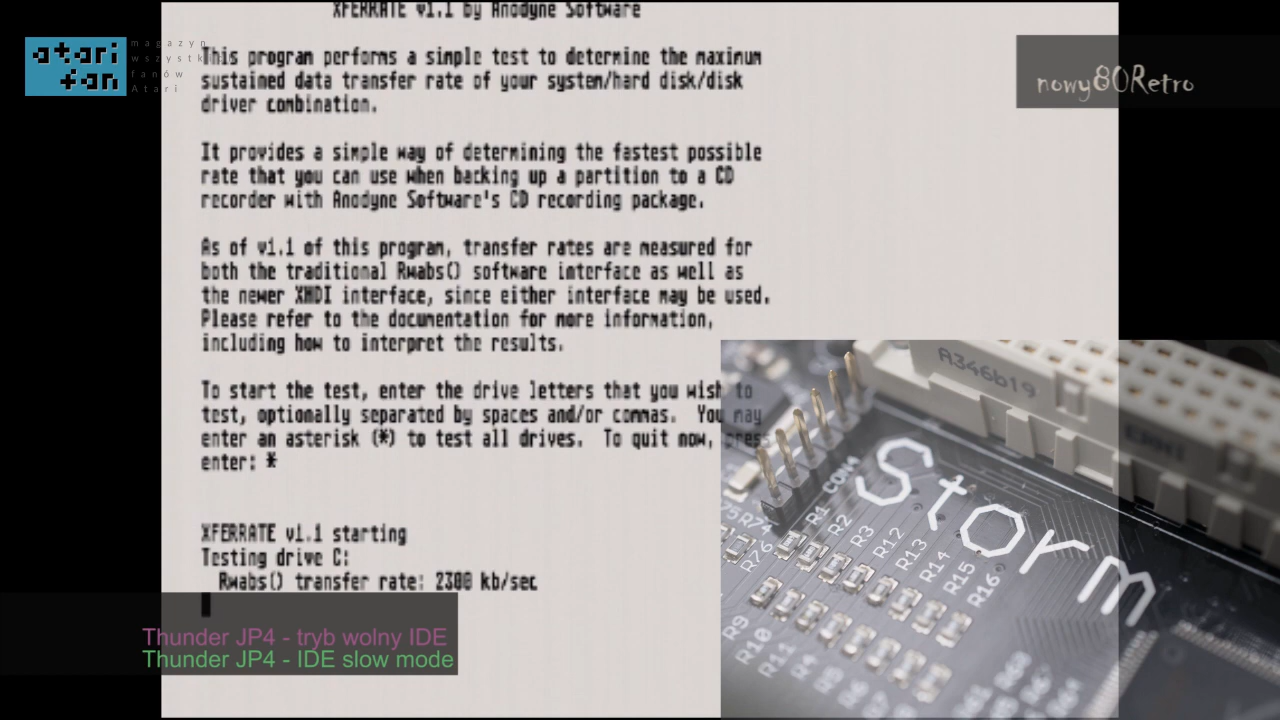 XFERRATE v1.1 by Anodyne Software
atari fan
magazyn
wszystkich
fanów
Atari
nowy80Retro
This program performs a simple test to determine the maximum
sustained data transfer rate of your system/hard disk/disk
driver combination.
It provides a simple way of determining the fastest possible
rate that you can use when backing up a partition to a CD
recorder with Anodyne Software's CD recording package.
As of v1.1 of this program, transfer rates are measured for
both the traditional Rwabs() software interface as well as
the newer XHDI interface, since either interface may be used.
Please refer to the documentation for more information,
including how to interpret the results.
To start the test, enter the drive letters that you wish to
test, optionally separated by spaces and/or commas.  You may
enter an asterisk (*) to test all drives.  To quit now, press
enter: *
XFERRATE v1.1 starting
Testing drive C:
Rwabs() transfer rate: 2300 kb/sec
Thunder JP4 - tryb wolny IDE
Thunder JP4 - IDE slow mode
A346b19
Storm
CON4
R1
R2
R3
R12
R13
R14
R15
R16
R74
R76
R9
R10
R11